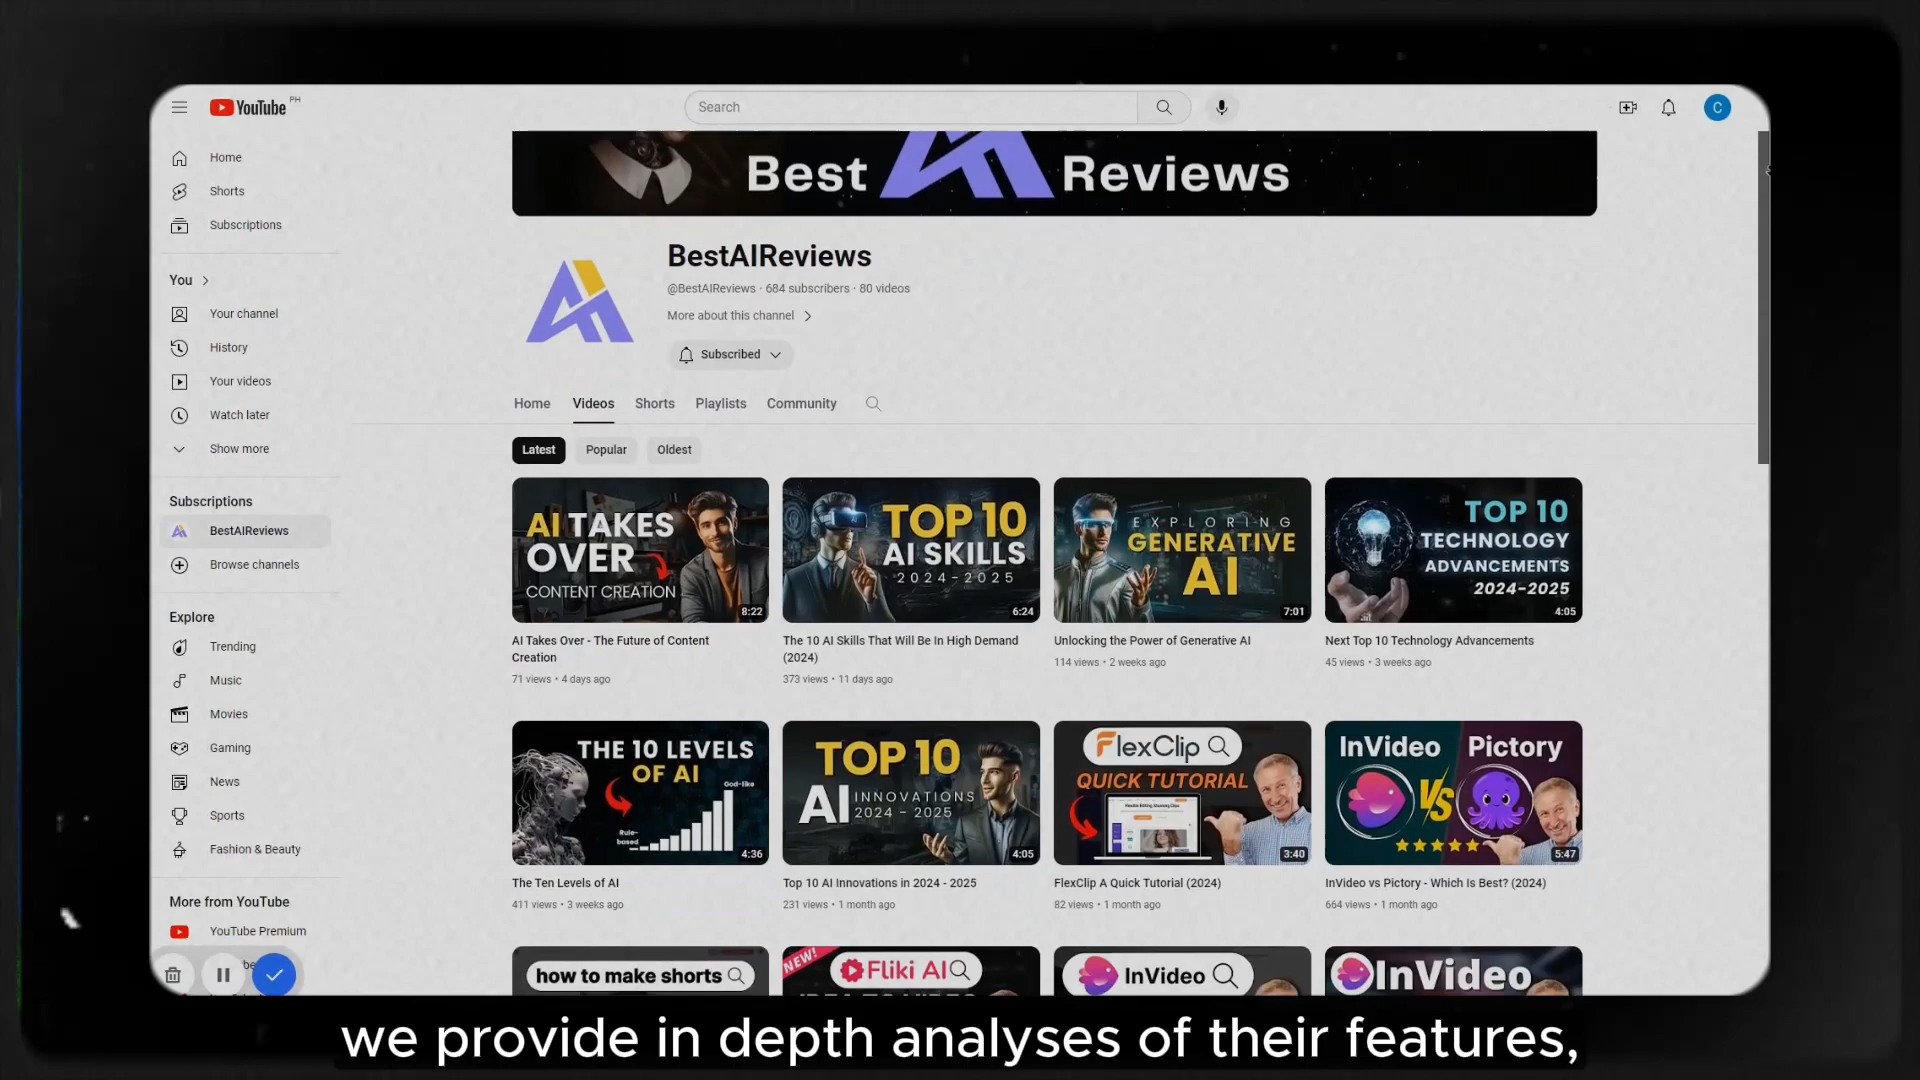 YouTube PH
Search
C
Home
Shorts
Subscriptions
You
Your channel
History
Your videos
Watch later
Show more
Subscriptions
BestAIReviews
Browse channels
Explore
Trending
Music
Movies
Gaming
News
Sports
Fashion & Beauty
More from YouTube
YouTube Premium
Best AI Reviews
BestAIReviews
@BestAIReviews · 684 subscribers · 80 videos
More about this channel
Subscribed
Home Videos Shorts Playlists Community
Latest Popular Oldest
AI TAKES
OVER
CONTENT CREATION
8:22
AI Takes Over - The Future of Content
Creation
71 views • 4 days ago
TOP 10
AI SKILLS
2024-2025
6:24
The 10 AI Skills That Will Be In High Demand
(2024)
373 views • 11 days ago
EXPLORING
GENERATIVE
AI
7:01
Unlocking the Power of Generative AI
114 views • 2 weeks ago
TOP 10
TECHNOLOGY
ADVANCEMENTS
2024-2025
4:05
Next Top 10 Technology Advancements
45 views • 3 weeks ago
THE 10 LEVELS
OF AI
God-like
Rule-
based
4:36
The Ten Levels of AI
411 views • 3 weeks ago
TOP 10
AI INNOVATIONS
2024 - 2025
4:05
Top 10 AI Innovations in 2024 - 2025
231 views • 1 month ago
FlexClip
QUICK TUTORIAL
3:40
FlexClip A Quick Tutorial (2024)
82 views • 1 month ago
InVideo Pictory
VS
5:47
InVideo vs Pictory - Which Is Best? (2024)
664 views • 1 month ago
how to make shorts
NEW!
Fliki AI
IDEA TO VIDEO
InVideo
InVideo
we provide in depth analyses of their features,